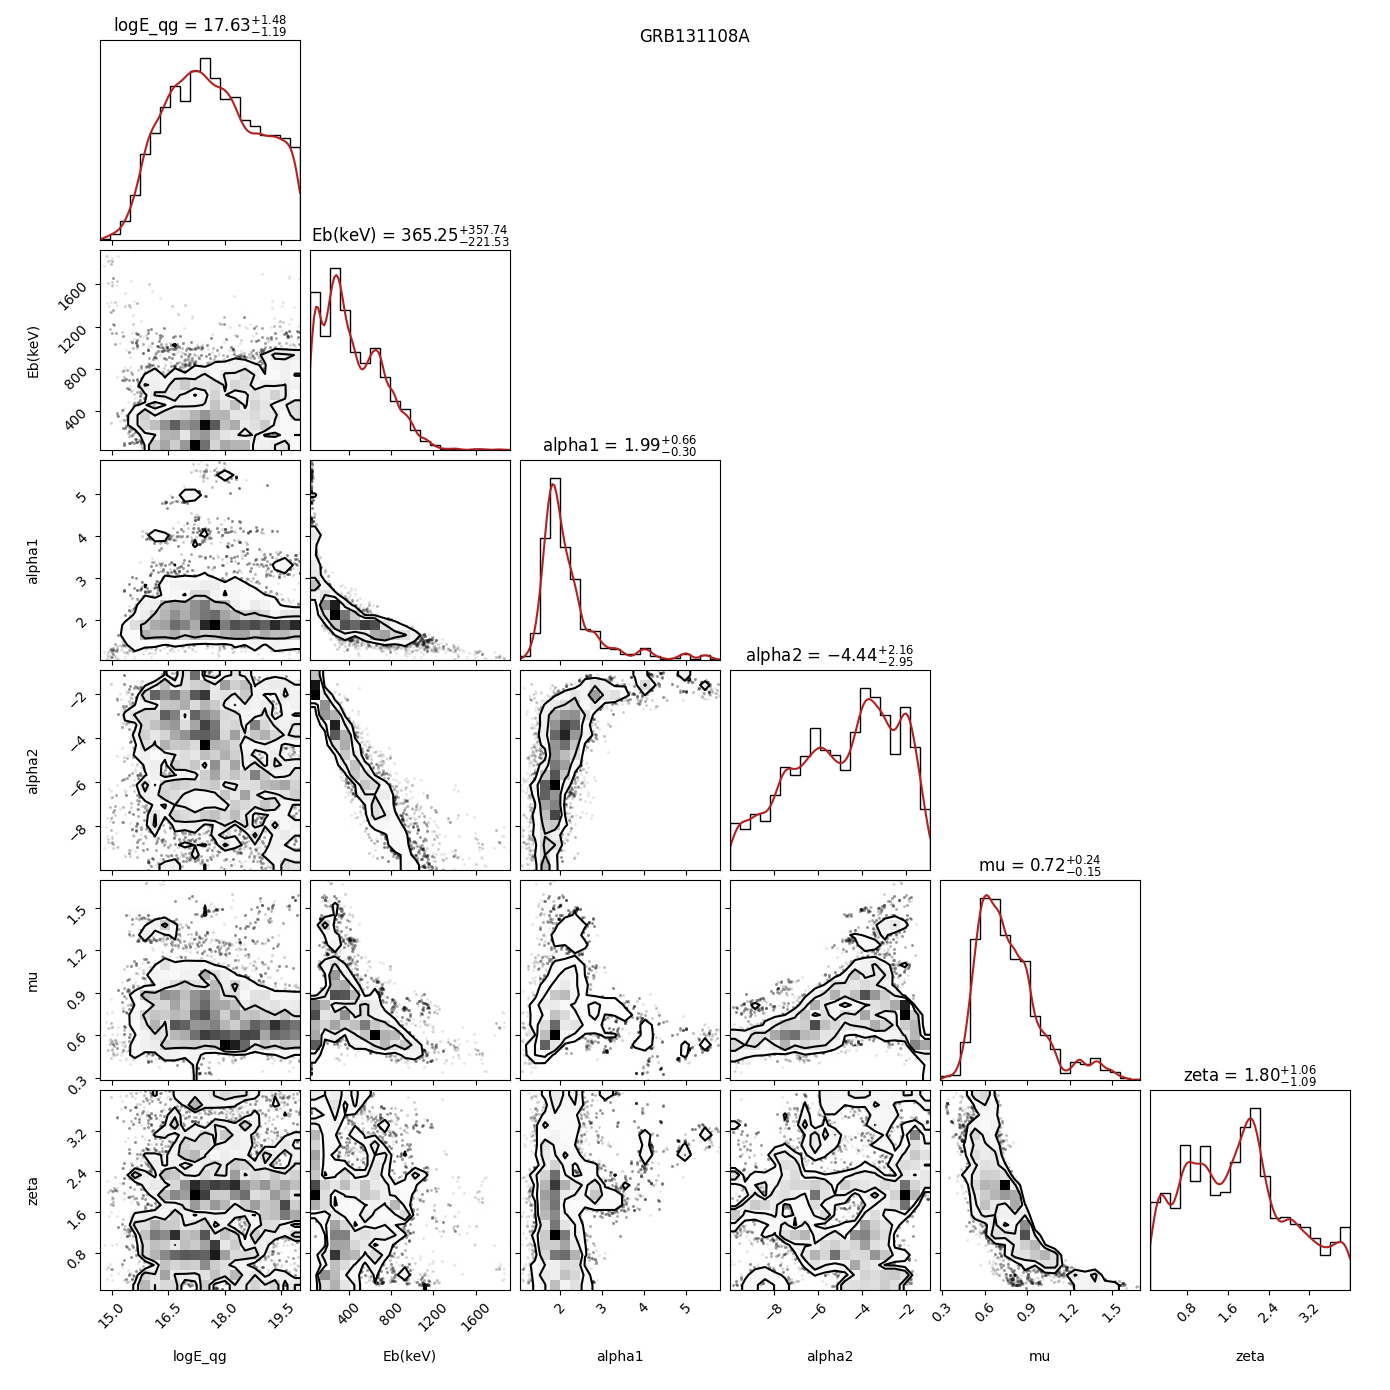 GRB131108A
logE_qg = 17.63+1.48−1.19
Eb(keV) = 365.25+357.74−221.53
1600
1200
800
400
Eb(keV)
alpha1 = 1.99+0.66−0.30
5
4
3
2
alpha1
alpha2 = −4.44+2.16−2.95
−2
−4
−6
−8
alpha2
mu = 0.72+0.24−0.15
1.5
1.2
0.9
0.6
0.3
mu
zeta = 1.80+1.06−1.09
3.2
2.4
1.6
0.8
zeta
15.0 16.5 18.0 19.5 400 800 1200 1600 2 3 4 5 −8 −6 −4 −2 0.3 0.6 0.9 1.2 1.5 0.8 1.6 2.4 3.2
logE_qg Eb(keV) alpha1 alpha2 mu zeta